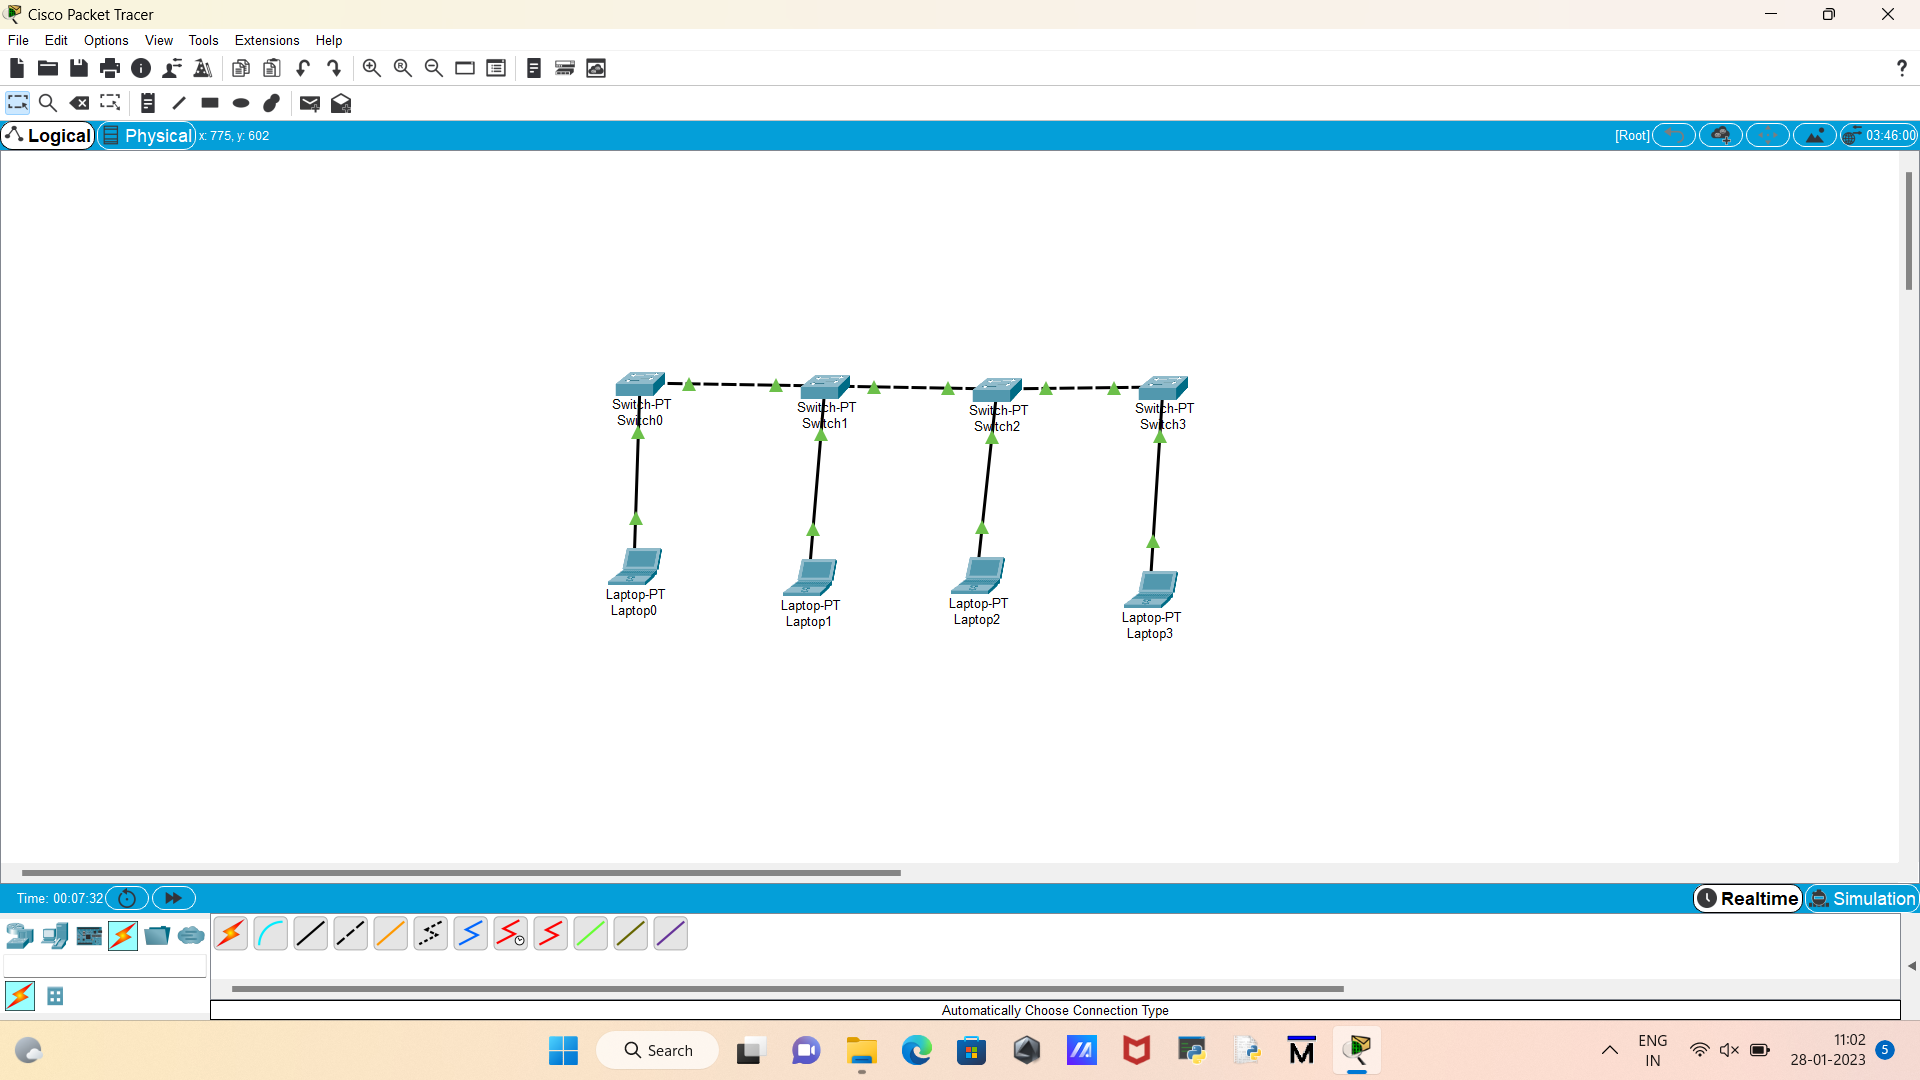 Cisco Packet Tracer
File Edit Options View Tools Extensions Help
Logical Physical x: 775, y: 602 [Root] 03:46:00
Switch-PT
Switch0
Switch-PT
Switch1
Switch-PT
Switch2
Switch-PT
Switch3
Laptop-PT
Laptop0
Laptop-PT
Laptop1
Laptop-PT
Laptop2
Laptop-PT
Laptop3
Time: 00:07:32 Realtime Simulation
Automatically Choose Connection Type
Search
ENG
IN
11:02
28-01-2023
5